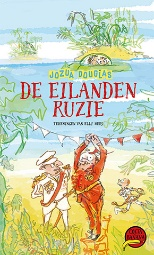 JOZUA DOUGLAS
DE EILANDEN
RUZIE
TEKENINGEN VAN ELLY HEES